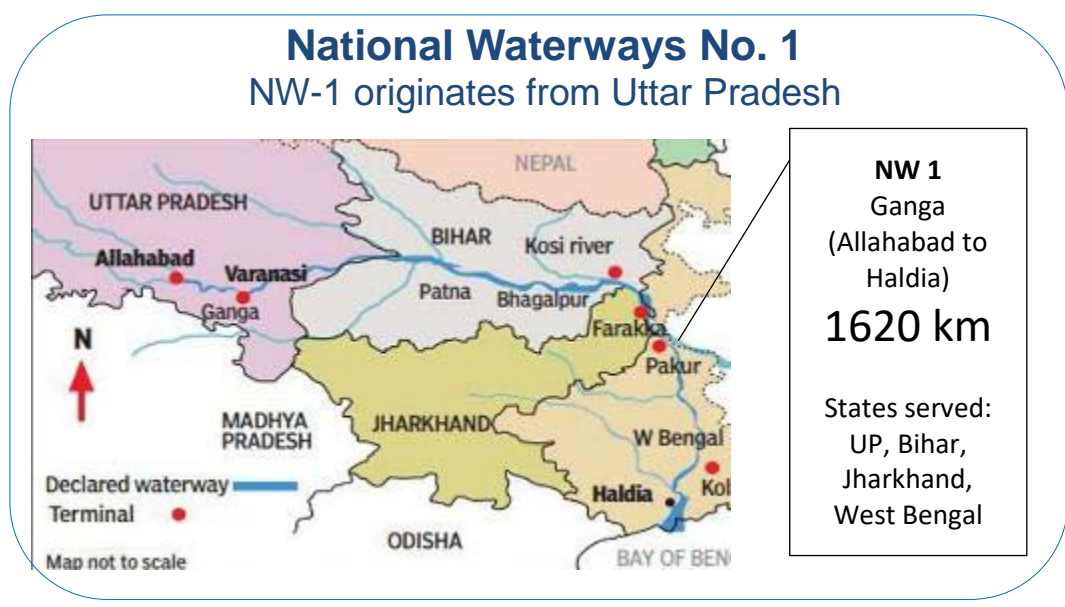 National Waterways No. 1
NW-1 originates from Uttar Pradesh
NEPAL
UTTAR PRADESH
BIHAR
Kosi river
Allahabad
Varanasi
Patna
Bhagalpur
Ganga
Farakka
N
Pakur
MADHYA
PRADESH
JHARKHAND
W Bengal
Declared waterway
Haldia
Kol
Terminal
ODISHA
BAY OF BEN
Map not to scale
NW 1
Ganga
(Allahabad to
Haldia)
1620 km
States served:
UP, Bihar,
Jharkhand,
West Bengal